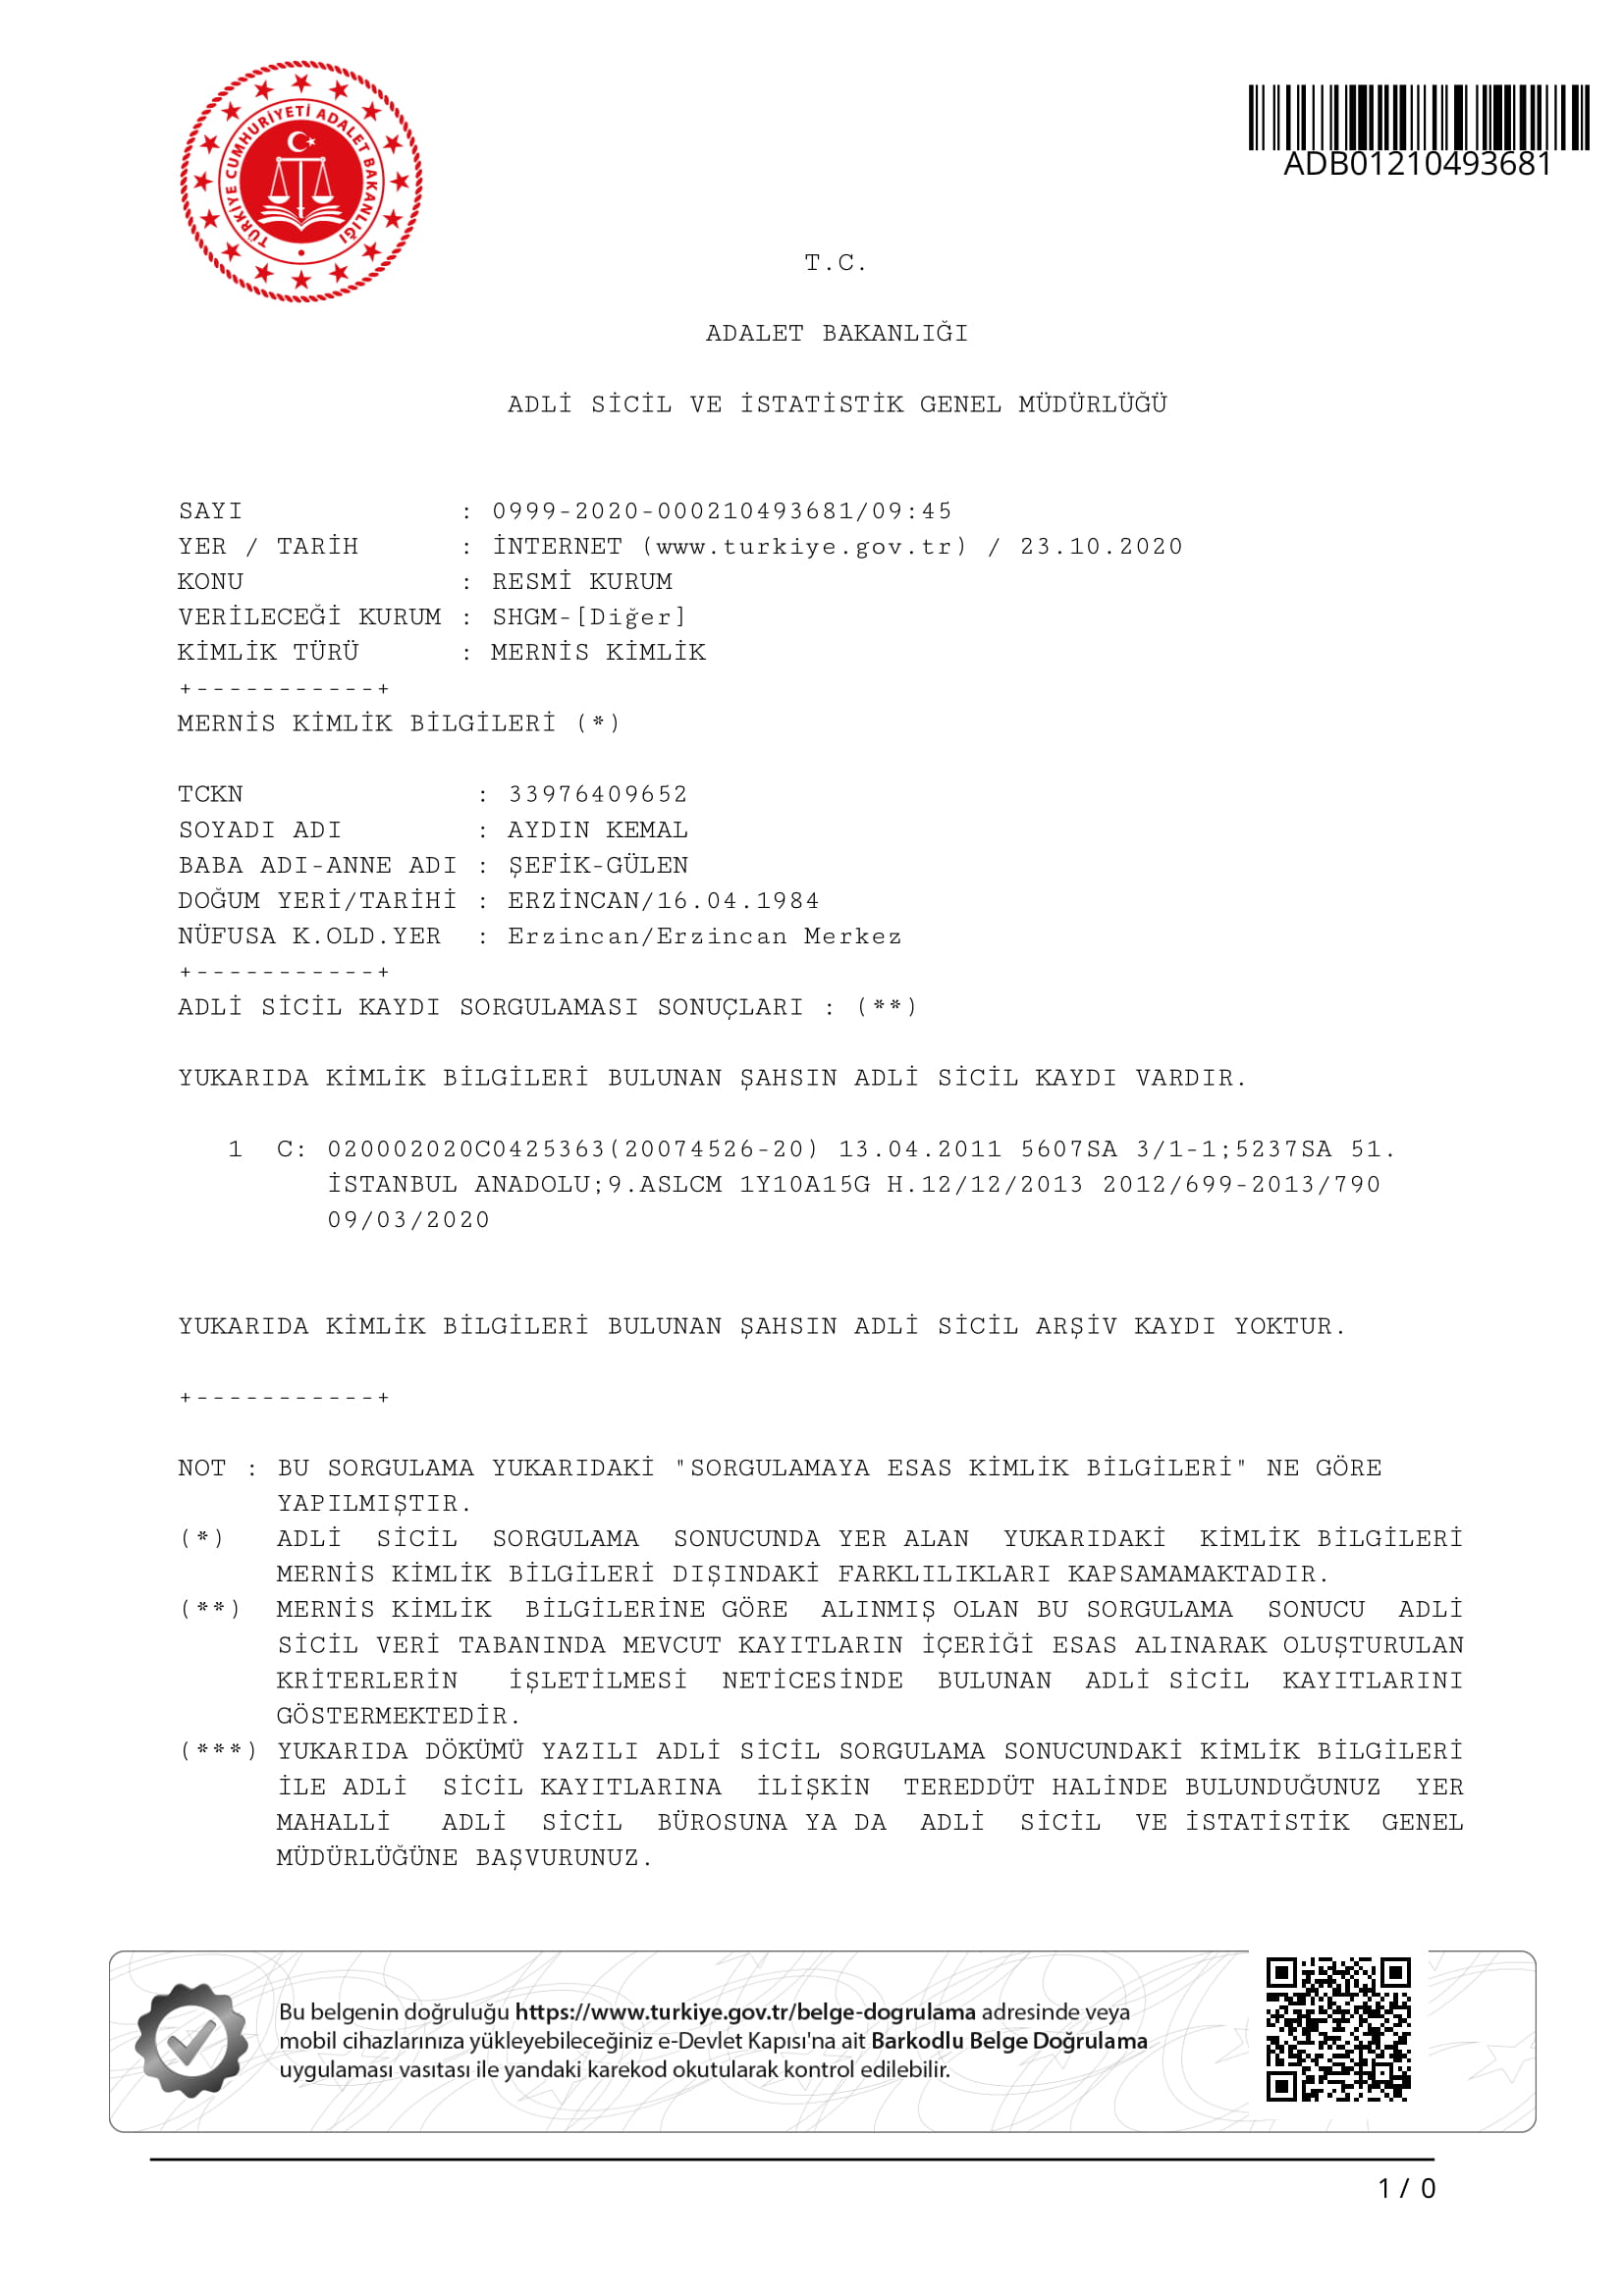 TÜRKİYE CUMHURİYETİ ADALET BAKANLIĞI
ADB01210493681
T.C.
ADALET BAKANLIĞI
ADLİ SİCİL VE İSTATİSTİK GENEL MÜDÜRLÜĞÜ
SAYI : 0999-2020-000210493681/09:45
YER / TARİH : İNTERNET (www.turkiye.gov.tr) / 23.10.2020
KONU : RESMİ KURUM
VERİLECEĞİ KURUM : SHGM-[Diğer]
KİMLİK TÜRÜ : MERNİS KİMLİK
+-----------+
MERNİS KİMLİK BİLGİLERİ (*)
TCKN : 33976409652
SOYADI ADI : AYDIN KEMAL
BABA ADI-ANNE ADI : ŞEFİK-GÜLEN
DOĞUM YERİ/TARİHİ : ERZİNCAN/16.04.1984
NÜFUSA K.OLD.YER : Erzincan/Erzincan Merkez
+-----------+
ADLİ SİCİL KAYDI SORGULAMASI SONUÇLARI : (**)
YUKARIDA KİMLİK BİLGİLERİ BULUNAN ŞAHSIN ADLİ SİCİL KAYDI VARDIR.
1 C: 020002020C0425363(20074526-20) 13.04.2011 5607SA 3/1-1;5237SA 51.
İSTANBUL ANADOLU;9.ASLCM 1Y10A15G H.12/12/2013 2012/699-2013/790
09/03/2020
YUKARIDA KİMLİK BİLGİLERİ BULUNAN ŞAHSIN ADLİ SİCİL ARŞİV KAYDI YOKTUR.
+-----------+
NOT : BU SORGULAMA YUKARIDAKİ "SORGULAMAYA ESAS KİMLİK BİLGİLERİ" NE GÖRE
YAPILMIŞTIR.
(*) ADLİ SİCİL SORGULAMA SONUCUNDA YER ALAN YUKARIDAKİ KİMLİK BİLGİLERİ
MERNİS KİMLİK BİLGİLERİ DIŞINDAKİ FARKLILIKLARI KAPSAMAMAKTADIR.
(**) MERNİS KİMLİK BİLGİLERİNE GÖRE ALINMIŞ OLAN BU SORGULAMA SONUCU ADLİ
SİCİL VERİ TABANINDA MEVCUT KAYITLARIN İÇERİĞİ ESAS ALINARAK OLUŞTURULAN
KRİTERLERİN İŞLETİLMESİ NETİCESİNDE BULUNAN ADLİ SİCİL KAYITLARINI
GÖSTERMEKTEDİR.
(***) YUKARIDA DÖKÜMÜ YAZILI ADLİ SİCİL SORGULAMA SONUCUNDAKİ KİMLİK BİLGİLERİ
İLE ADLİ SİCİL KAYITLARINA İLİŞKİN TEREDDÜT HALİNDE BULUNDUĞUNUZ YER
MAHALLİ ADLİ SİCİL BÜROSUNA YA DA ADLİ SİCİL VE İSTATİSTİK GENEL
MÜDÜRLÜĞÜNE BAŞVURUNUZ.
Bu belgenin doğruluğu https://www.turkiye.gov.tr/belge-dogrulama adresinde veya
mobil cihazlarınıza yükleyebileceğiniz e-Devlet Kapısı'na ait Barkodlu Belge Doğrulama
uygulaması vasıtası ile yandaki karekod okutularak kontrol edilebilir.
1 / 0